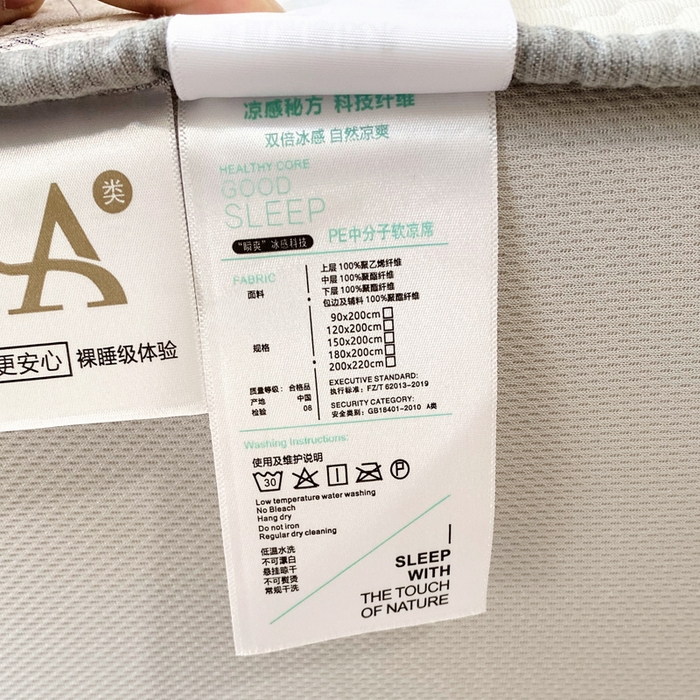 A类
更安心 裸睡级体验
凉感秘方 科技纤维
双倍冰感 自然凉爽
HEALTHY CORE
GOOD
SLEEP
“瞬爽”冰感科技 PE中分子软凉席
FABRIC
面料
上层 100%聚乙烯纤维
中层 100%聚酯纤维
下层 100%聚酯纤维
包边及辅料 100%聚酯纤维
规格
90x200cm
120x200cm
150x200cm
180x200cm
200x220cm
质量等级: 合格品
产地 中国
检验 08
EXECUTIVE STANDARD:
执行标准: FZ/T 62013-2019
SECURITY CATEGORY:
安全类别: GB18401-2010 A类
Washing Instructions:
使用及维护说明
30 P
Low temperature water washing
No Bleach
Hang dry
Do not iron
Regular dry cleaning
低温水洗
不可漂白
悬挂晾干
不可熨烫
常规干洗
SLEEP
WITH
THE TOUCH
OF NATURE